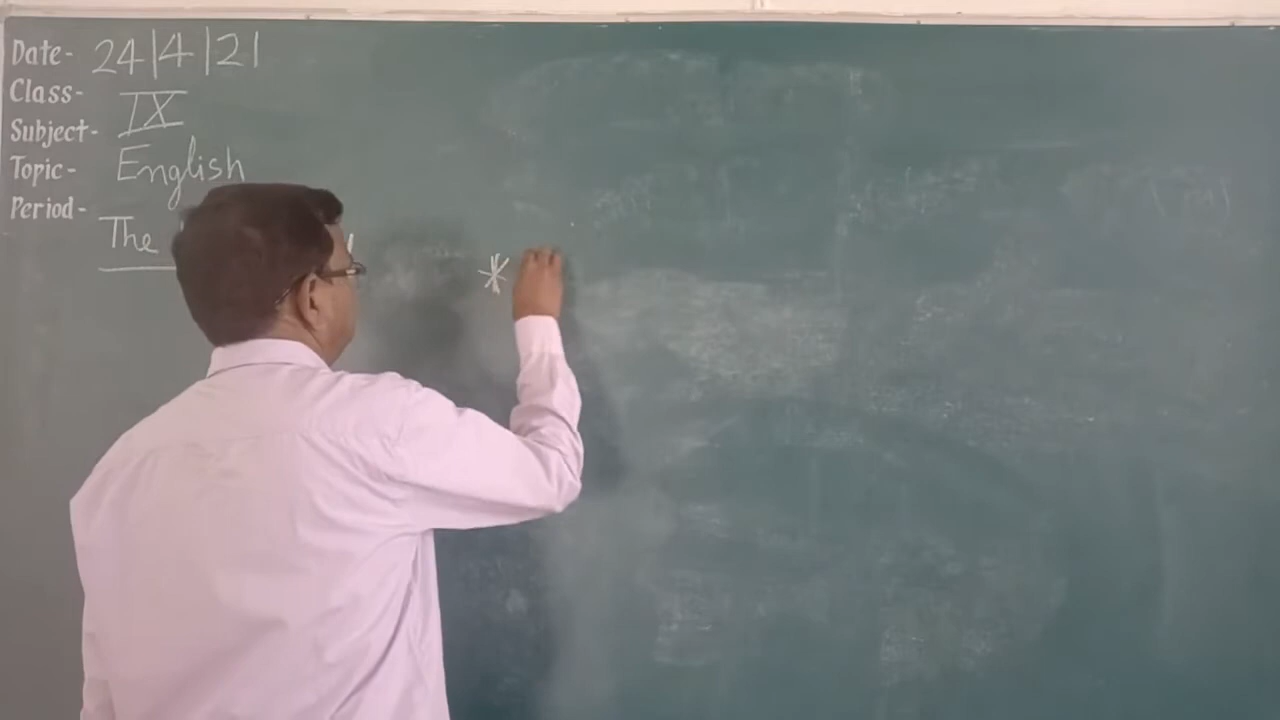 Date- 24|4|21
Class- IX
Subject-
Topic- English
Period-
The
*